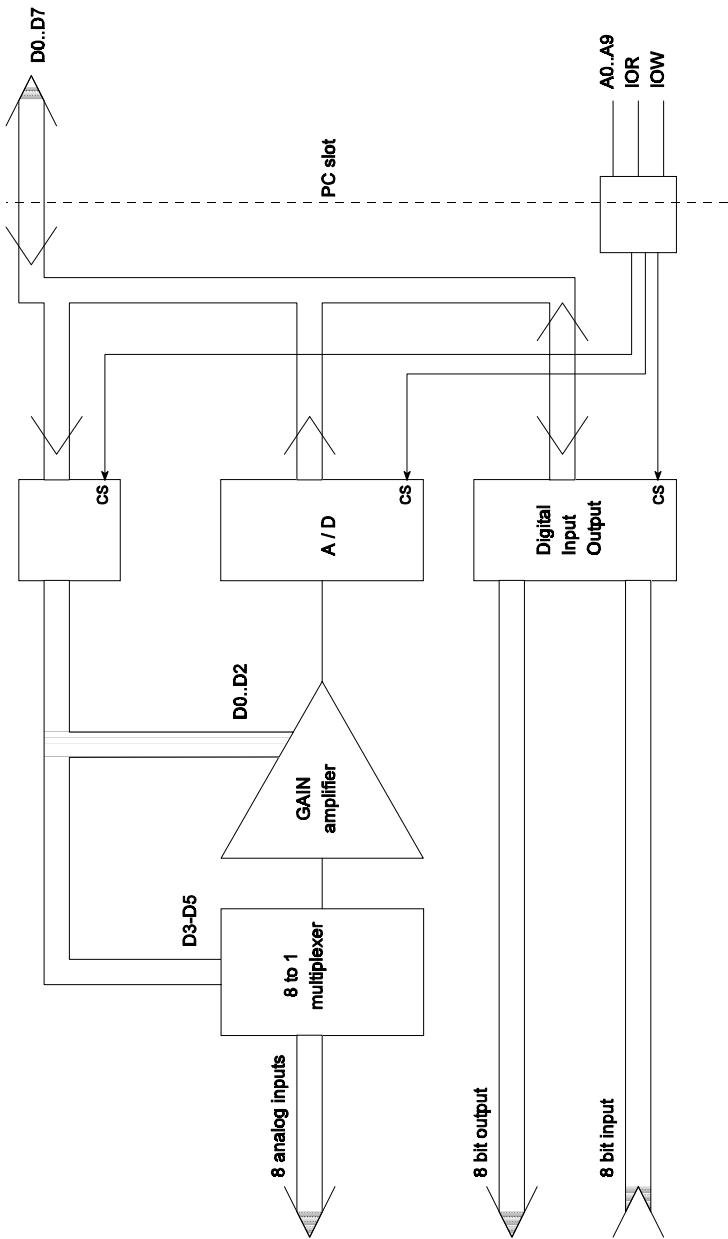 D0..D7
PC slot
A0..A9
IOR
IOW
CS
A / D
CS
Digital
Input
Output
CS
D0..D2
GAIN
amplifier
D3-D5
8 to 1
multiplexer
8 analog inputs
8 bit output
8 bit input